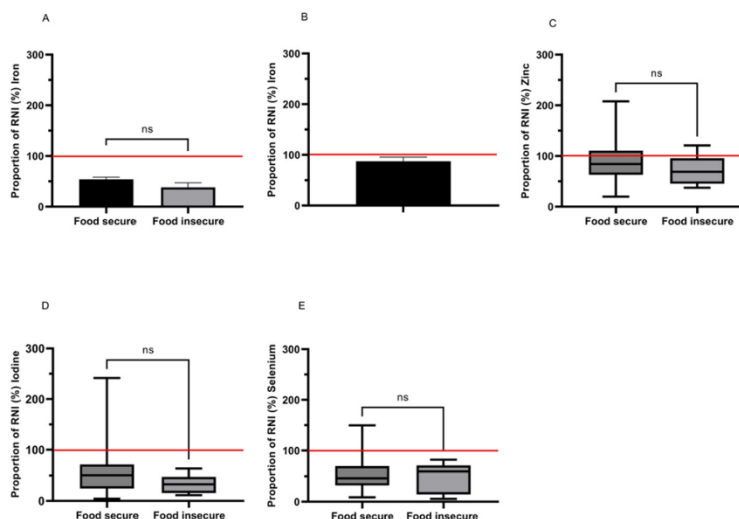 A
Proportion of RNI (%) Iron
300
200
100
0
ns
Food secure
Food insecure
B
Proportion of RNI (%) Iron
300
200
100
0
C
Proportion of RNI (%) Zinc
300
200
100
0
ns
Food secure
Food insecure
D
Proportion of RNI (%) Iodine
300
200
100
0
ns
Food secure
Food insecure
E
Proportion of RNI (%) Selenium
300
200
100
0
ns
Food secure
Food insecure